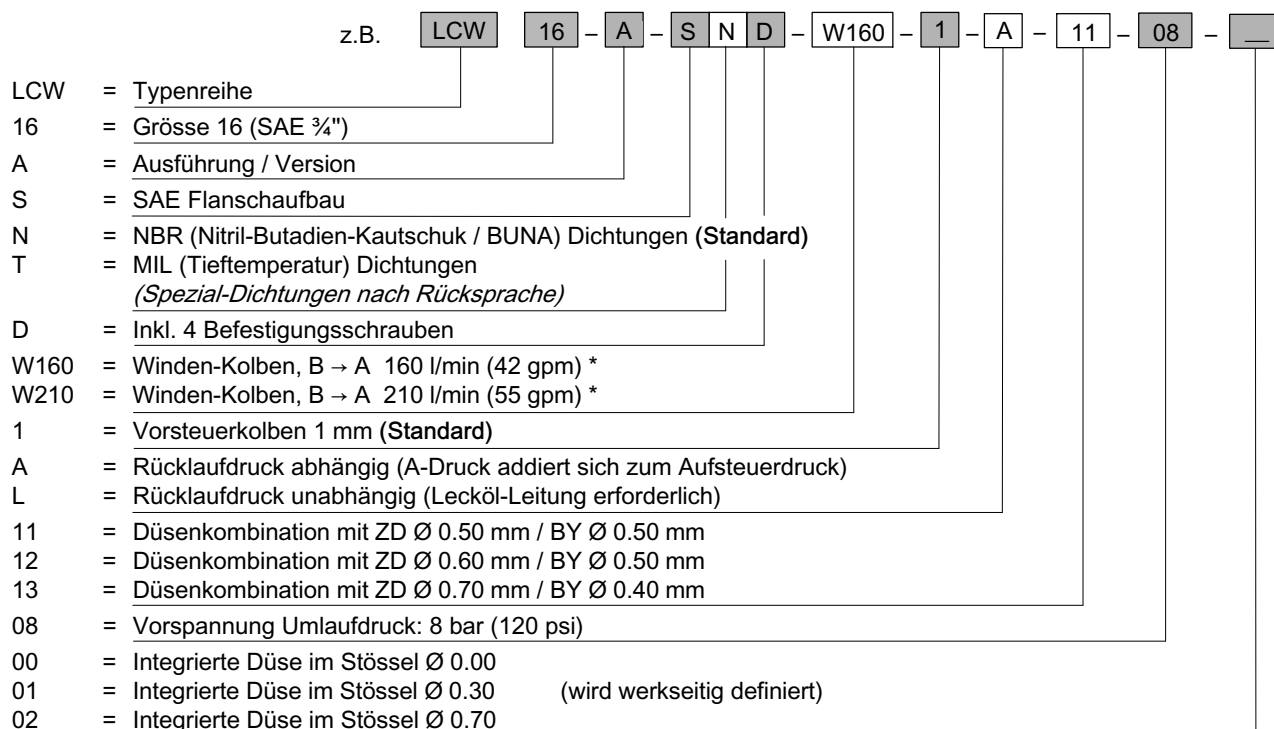 z.B. LCW 16 – A – S N D – W160 – 1 – A – 11 – 08 – __
LCW = Typenreihe
16 = Grösse 16 (SAE ¾")
A = Ausführung / Version
S = SAE Flanschaufbau
N = NBR (Nitril-Butadien-Kautschuk / BUNA) Dichtungen (Standard)
T = MIL (Tieftemperatur) Dichtungen
(Spezial-Dichtungen nach Rücksprache)
D = Inkl. 4 Befestigungsschrauben
W160 = Winden-Kolben, B → A 160 l/min (42 gpm) *
W210 = Winden-Kolben, B → A 210 l/min (55 gpm) *
1 = Vorsteuerkolben 1 mm (Standard)
A = Rücklaufdruck abhängig (A-Druck addiert sich zum Aufsteuerdruck)
L = Rücklaufdruck unabhängig (Lecköl-Leitung erforderlich)
11 = Düsenkombination mit ZD Ø 0.50 mm / BY Ø 0.50 mm
12 = Düsenkombination mit ZD Ø 0.60 mm / BY Ø 0.50 mm
13 = Düsenkombination mit ZD Ø 0.70 mm / BY Ø 0.40 mm
08 = Vorspannung Umlaufdruck: 8 bar (120 psi)
00 = Integrierte Düse im Stössel Ø 0.00
01 = Integrierte Düse im Stössel Ø 0.30 (wird werkseitig definiert)
02 = Integrierte Düse im Stössel Ø 0.70